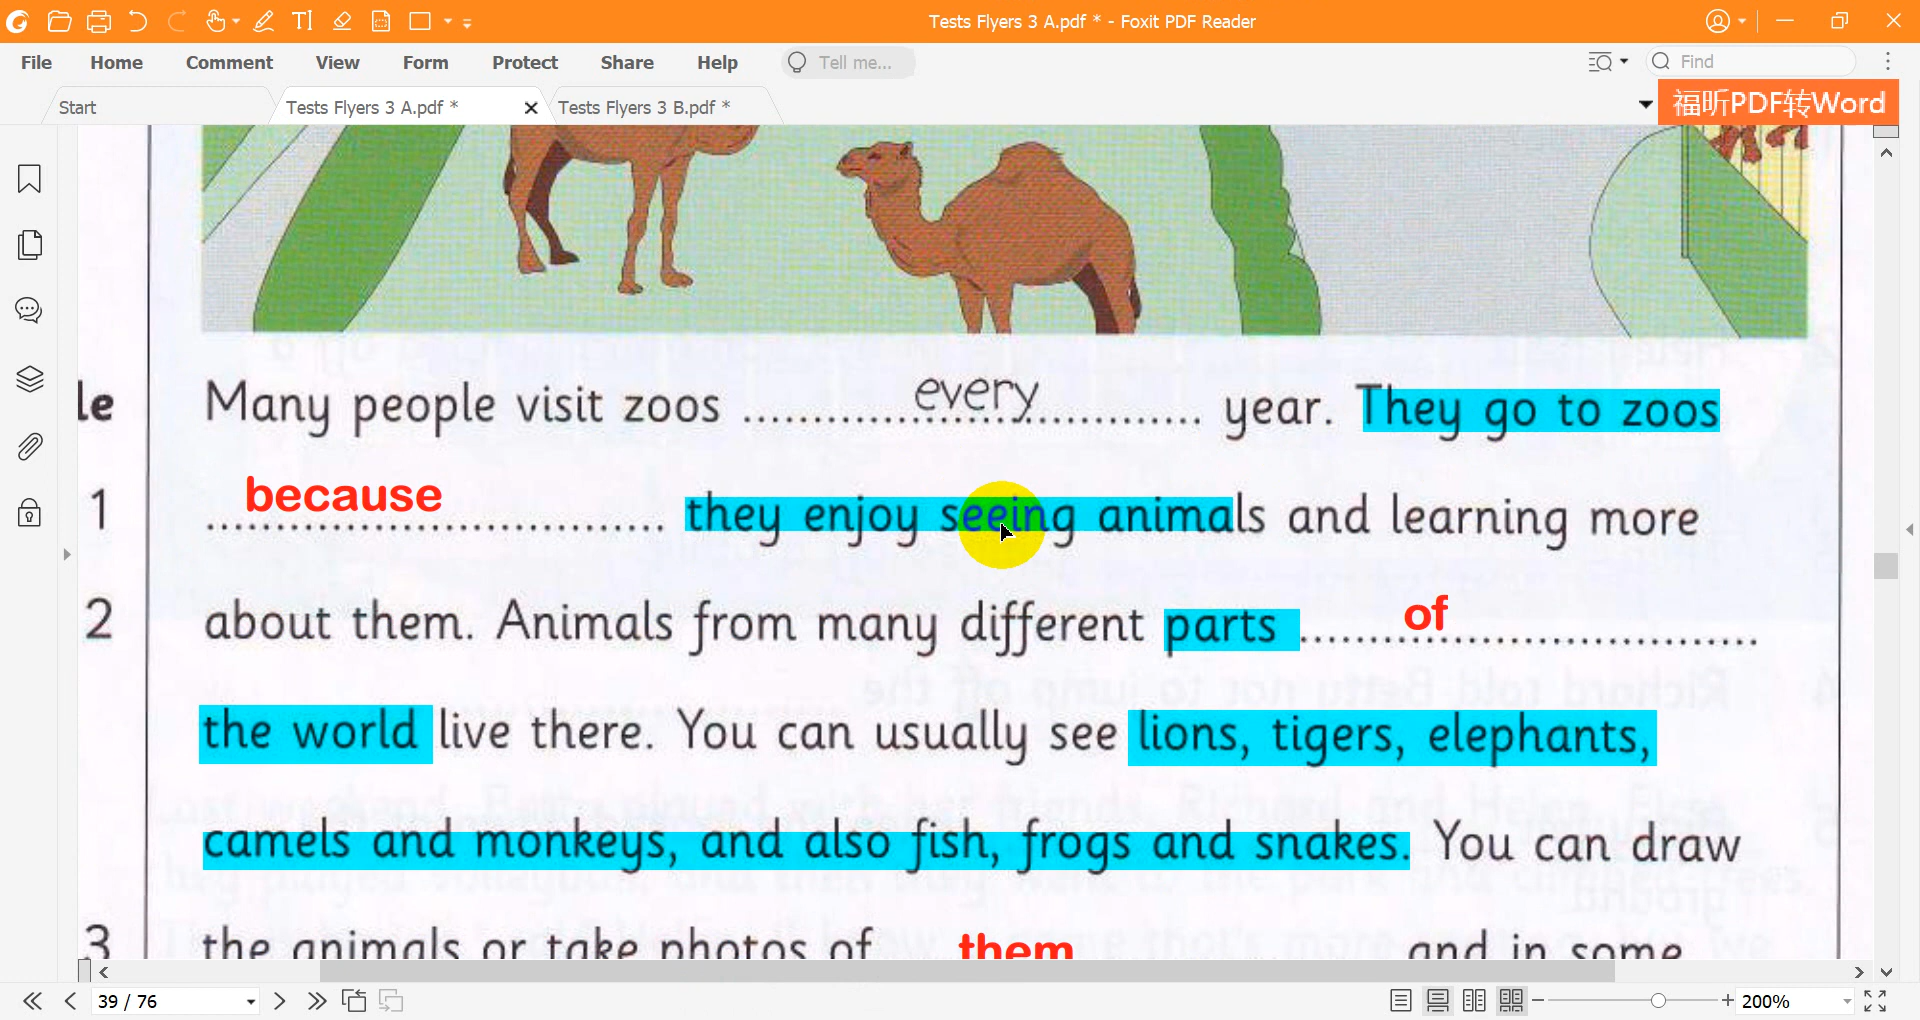 Tests Flyers 3 A.pdf * - Foxit PDF Reader
File Home Comment View Form Protect Share Help Tell me... Find
Start Tests Flyers 3 A.pdf * Tests Flyers 3 B.pdf * 福昕PDF转Word
le Many people visit zoos every year. They go to zoos
1 because they enjoy seeing animals and learning more
2 about them. Animals from many different parts of
the world live there. You can usually see lions, tigers, elephants,
camels and monkeys, and also fish, frogs and snakes. You can draw
3 the animals or take photos of them and in some
39 / 76 200%